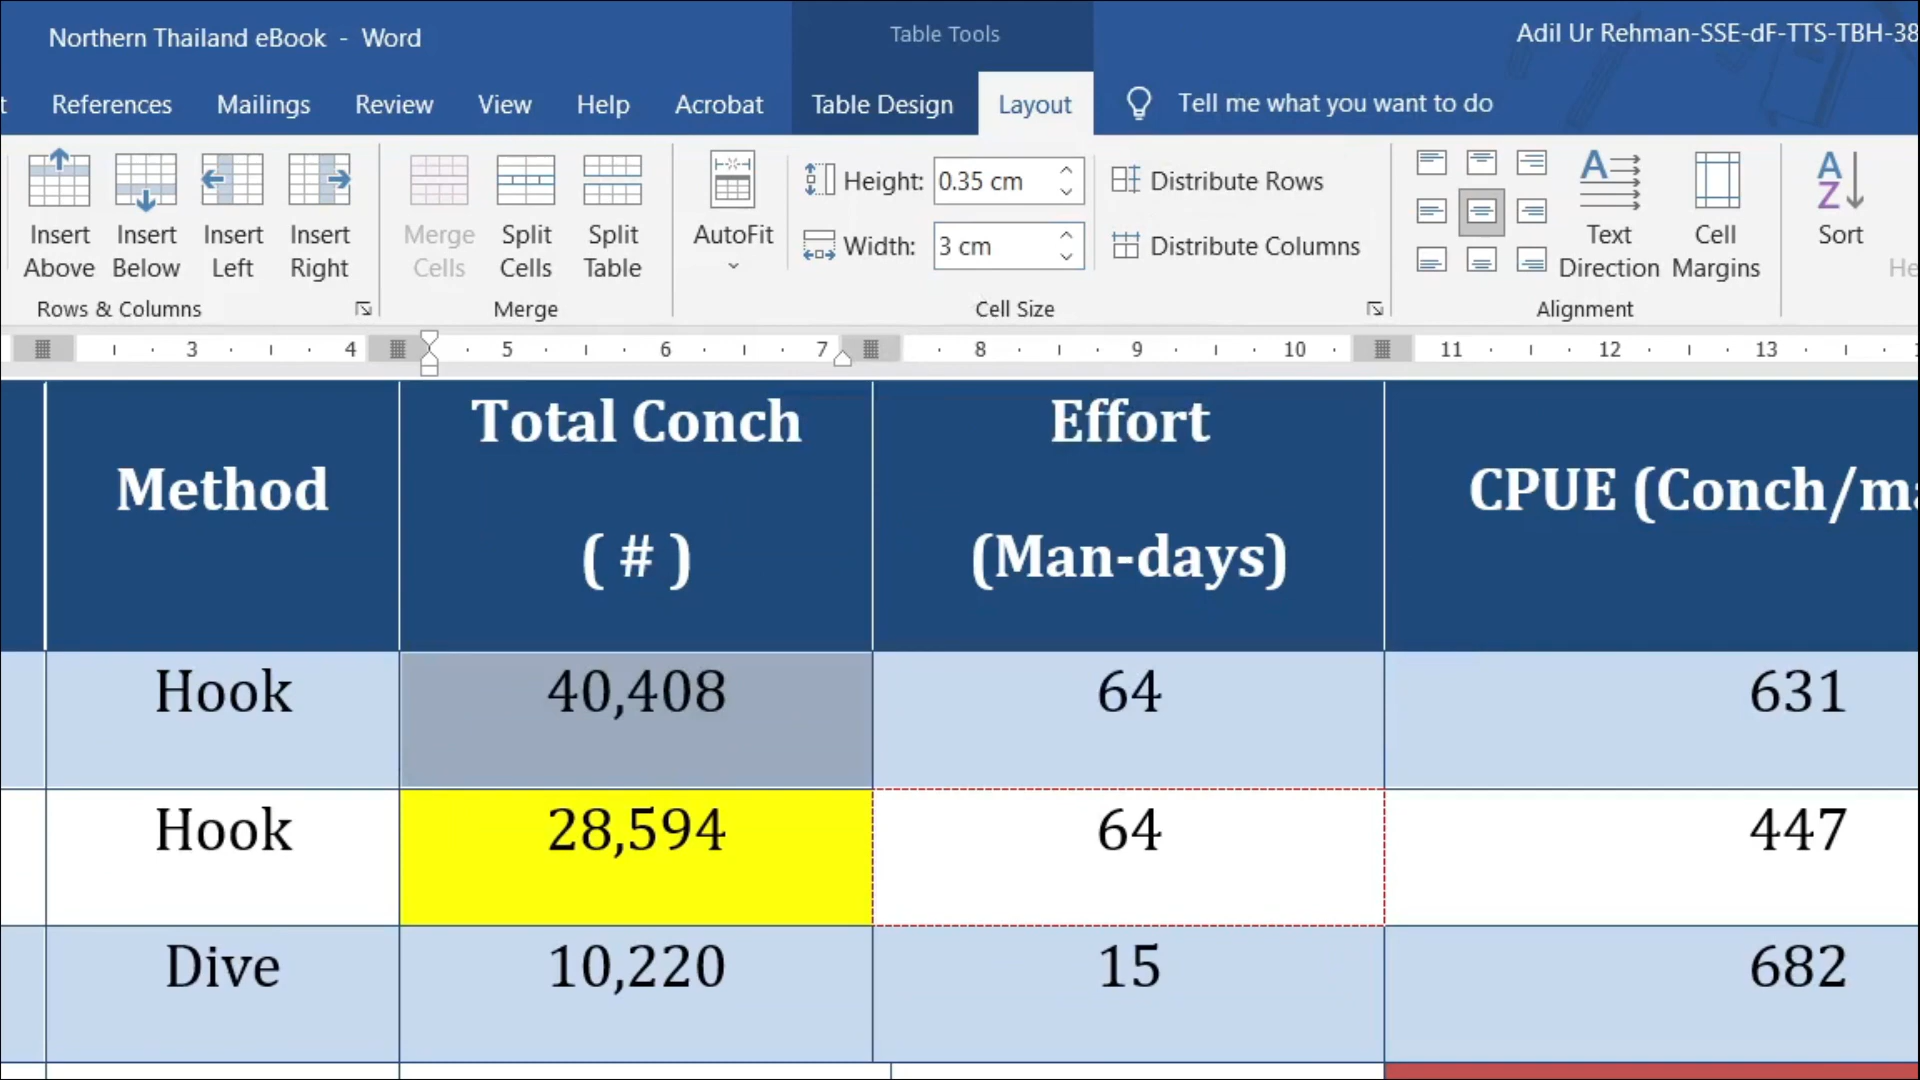 Northern Thailand eBook - Word
Table Tools
Adil Ur Rehman-SSE-dF-TTS-TBH-38
t References Mailings Review View Help Acrobat Table Design Layout Tell me what you want to do
Insert Above
Insert Below
Insert Left
Insert Right
Merge Cells
Split Cells
Split Table
AutoFit
Height: 0.35 cm
Width: 3 cm
Distribute Rows
Distribute Columns
Text Direction
Cell Margins
A Z Sort
He
Rows & Columns Merge Cell Size Alignment
3 4 5 6 7 8 9 10 11 12 13
Method
Total Conch
( # )
Effort
(Man-days)
CPUE (Conch/ma
Hook 40,408 64 631
Hook 28,594 64 447
Dive 10,220 15 682